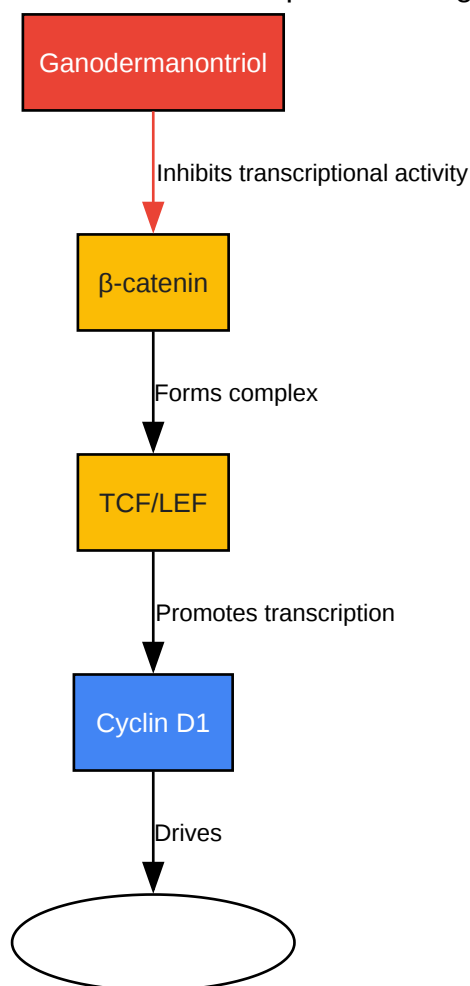 Ganodermanontriol
Inhibits transcriptional activity
β-catenin
Forms complex
TCF/LEF
Promotes transcription
Cyclin D1
Drives